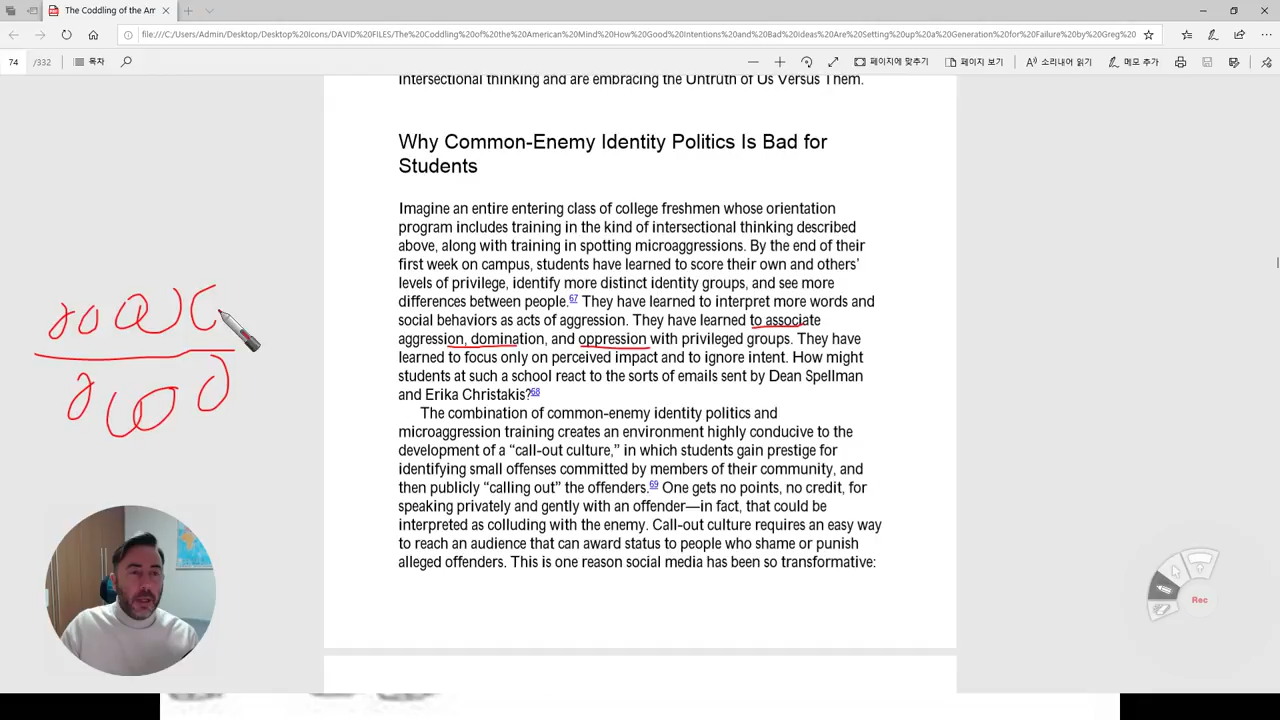 The Coddling of the Am
file:///C:/Users/Admin/Desktop/Desktop%20Icons/DAVID%20FILES/The%20Coddling%20of%20the%20American%20Mind%20How%20Good%20Intentions%20and%20Bad%20Ideas%20Are%20Setting%20up%20a%20Generation%20for%20Failure%20by%20Greg%20
74 /332 목차 페이지에 맞추기 페이지 보기 소리내어 읽기 메모 추가
Intersectional thinking and are embracing the Untruth of Us Versus Them.
Why Common-Enemy Identity Politics Is Bad for
Students
Imagine an entire entering class of college freshmen whose orientation
program includes training in the kind of intersectional thinking described
above, along with training in spotting microaggressions. By the end of their
first week on campus, students have learned to score their own and others’
levels of privilege, identify more distinct identity groups, and see more
differences between people.67 They have learned to interpret more words and
social behaviors as acts of aggression. They have learned to associate
aggression, domination, and oppression with privileged groups. They have
learned to focus only on perceived impact and to ignore intent. How might
students at such a school react to the sorts of emails sent by Dean Spellman
and Erika Christakis?68
The combination of common-enemy identity politics and
microaggression training creates an environment highly conducive to the
development of a “call-out culture,” in which students gain prestige for
identifying small offenses committed by members of their community, and
then publicly “calling out” the offenders.69 One gets no points, no credit, for
speaking privately and gently with an offender—in fact, that could be
interpreted as colluding with the enemy. Call-out culture requires an easy way
to reach an audience that can award status to people who shame or punish
alleged offenders. This is one reason social media has been so transformative:
Rec